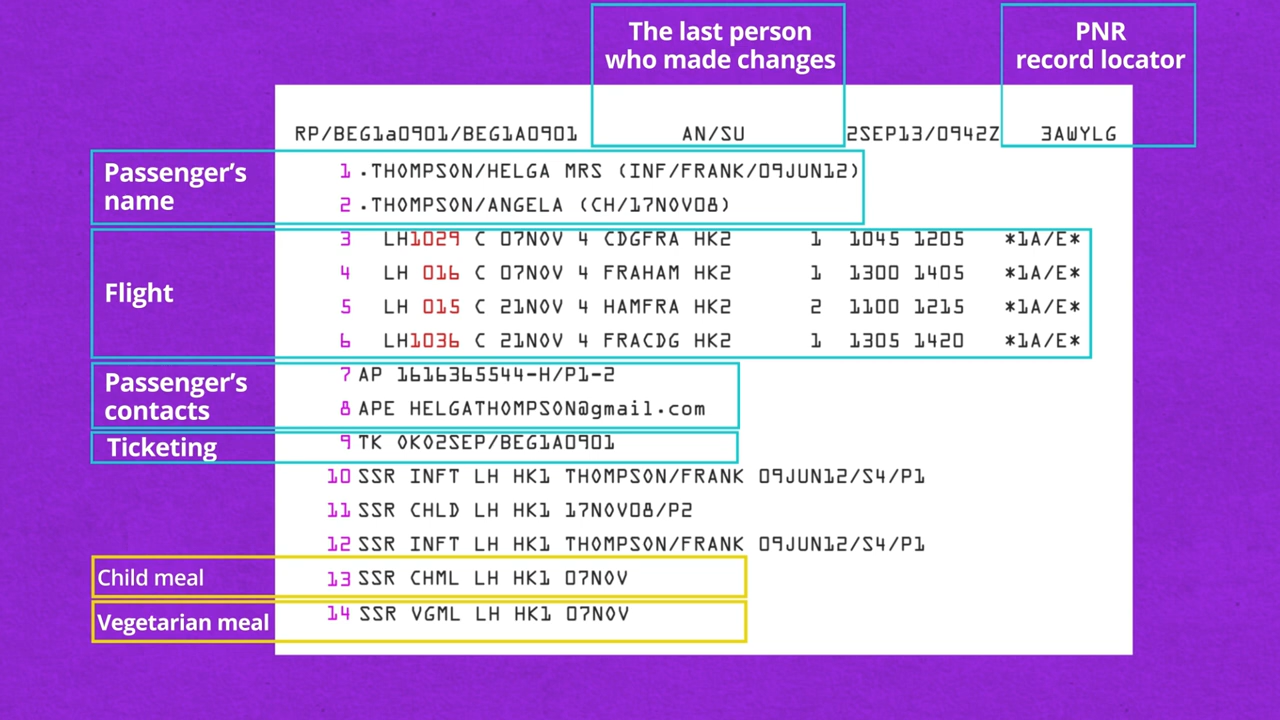 The last person
who made changes
PNR
record locator
RP/BEG1a0901/BEG1A0901 AN/SU 2SEP13/0942Z 3AWYLG
Passenger's
name
1 .THOMPSON/HELGA MRS (INF/FRANK/09JUN12)
2 .THOMPSON/ANGELA (CH/17NOV08)
Flight
3 LH1029 C 07NOV 4 CDGFRA HK2 1 1045 1205 *1A/E*
4 LH 016 C 07NOV 4 FRAHAM HK2 1 1300 1405 *1A/E*
5 LH 015 C 21NOV 4 HAMFRA HK2 2 1100 1215 *1A/E*
6 LH1036 C 21NOV 4 FRACDG HK2 1 1305 1420 *1A/E*
Passenger's
contacts
7 AP 1616365544-H/P1-2
8 APE HELGATHOMPSON@gmail.com
Ticketing
9 TK OK02SEP/BEG1A0901
10 SSR INFT LH HK1 THOMPSON/FRANK 09JUN12/S4/P1
11 SSR CHLD LH HK1 17NOV08/P2
12 SSR INFT LH HK1 THOMPSON/FRANK 09JUN12/S4/P1
Child meal
13 SSR CHML LH HK1 07NOV
Vegetarian meal
14 SSR VGML LH HK1 07NOV